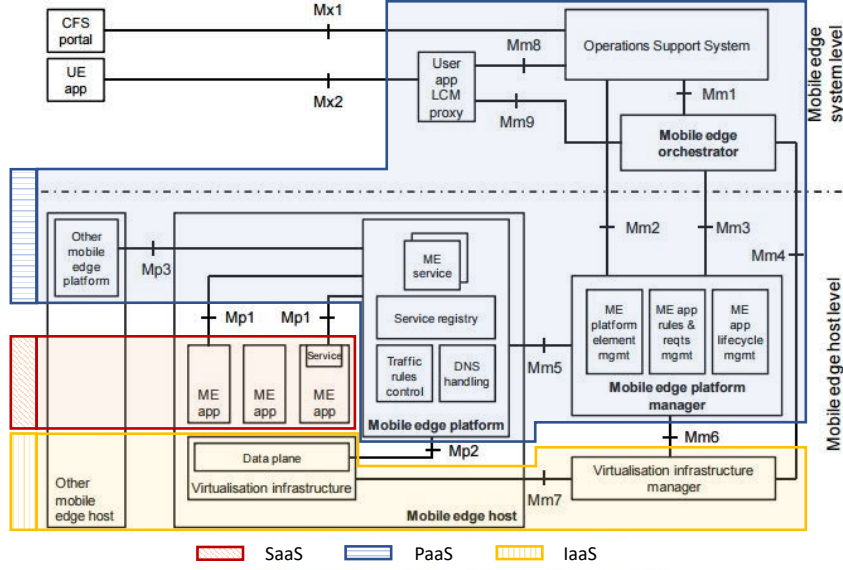 CFS
portal
Mx1
Operations Support System
Mm8
UE
app
Mx2
User
app
LCM
proxy
Mm9
Mm1
Mobile edge
orchestrator
Mobile edge
system level
Other
mobile
edge
platform
Mp3
ME
service
Mm2
Mm3
Mm4
Mp1
Mp1
Service registry
ME
platform
element
mgmt
ME app
rules &
reqts
mgmt
ME
app
lifecycle
mgmt
Service
ME
app
ME
app
ME
app
Traffic
rules
control
DNS
handling
Mm5
Mobile edge platform
manager
Mobile edge platform
Mobile edge host level
Mp2
Mm6
Data plane
Virtualisation infrastructure
Virtualisation infrastructure
manager
Mm7
Other
mobile
edge host
Mobile edge host
SaaS
PaaS
IaaS